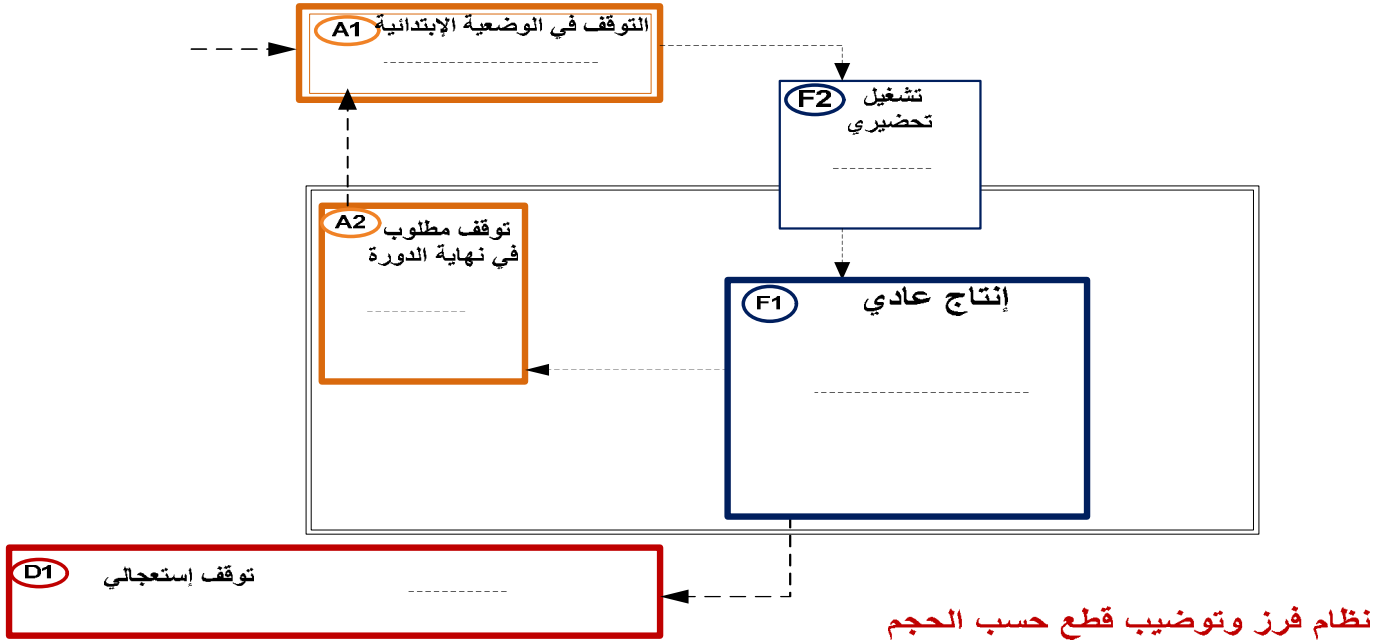 A1 التوقف في الوضعية الإبتدائية
F2 تشغيل
تحضيري
A2 توقف مطلوب
في نهاية الدورة
F1 إنتاج عادي
D1 توقف إستعجالي
نظام فرز وتوضيب قطع حسب الحجم